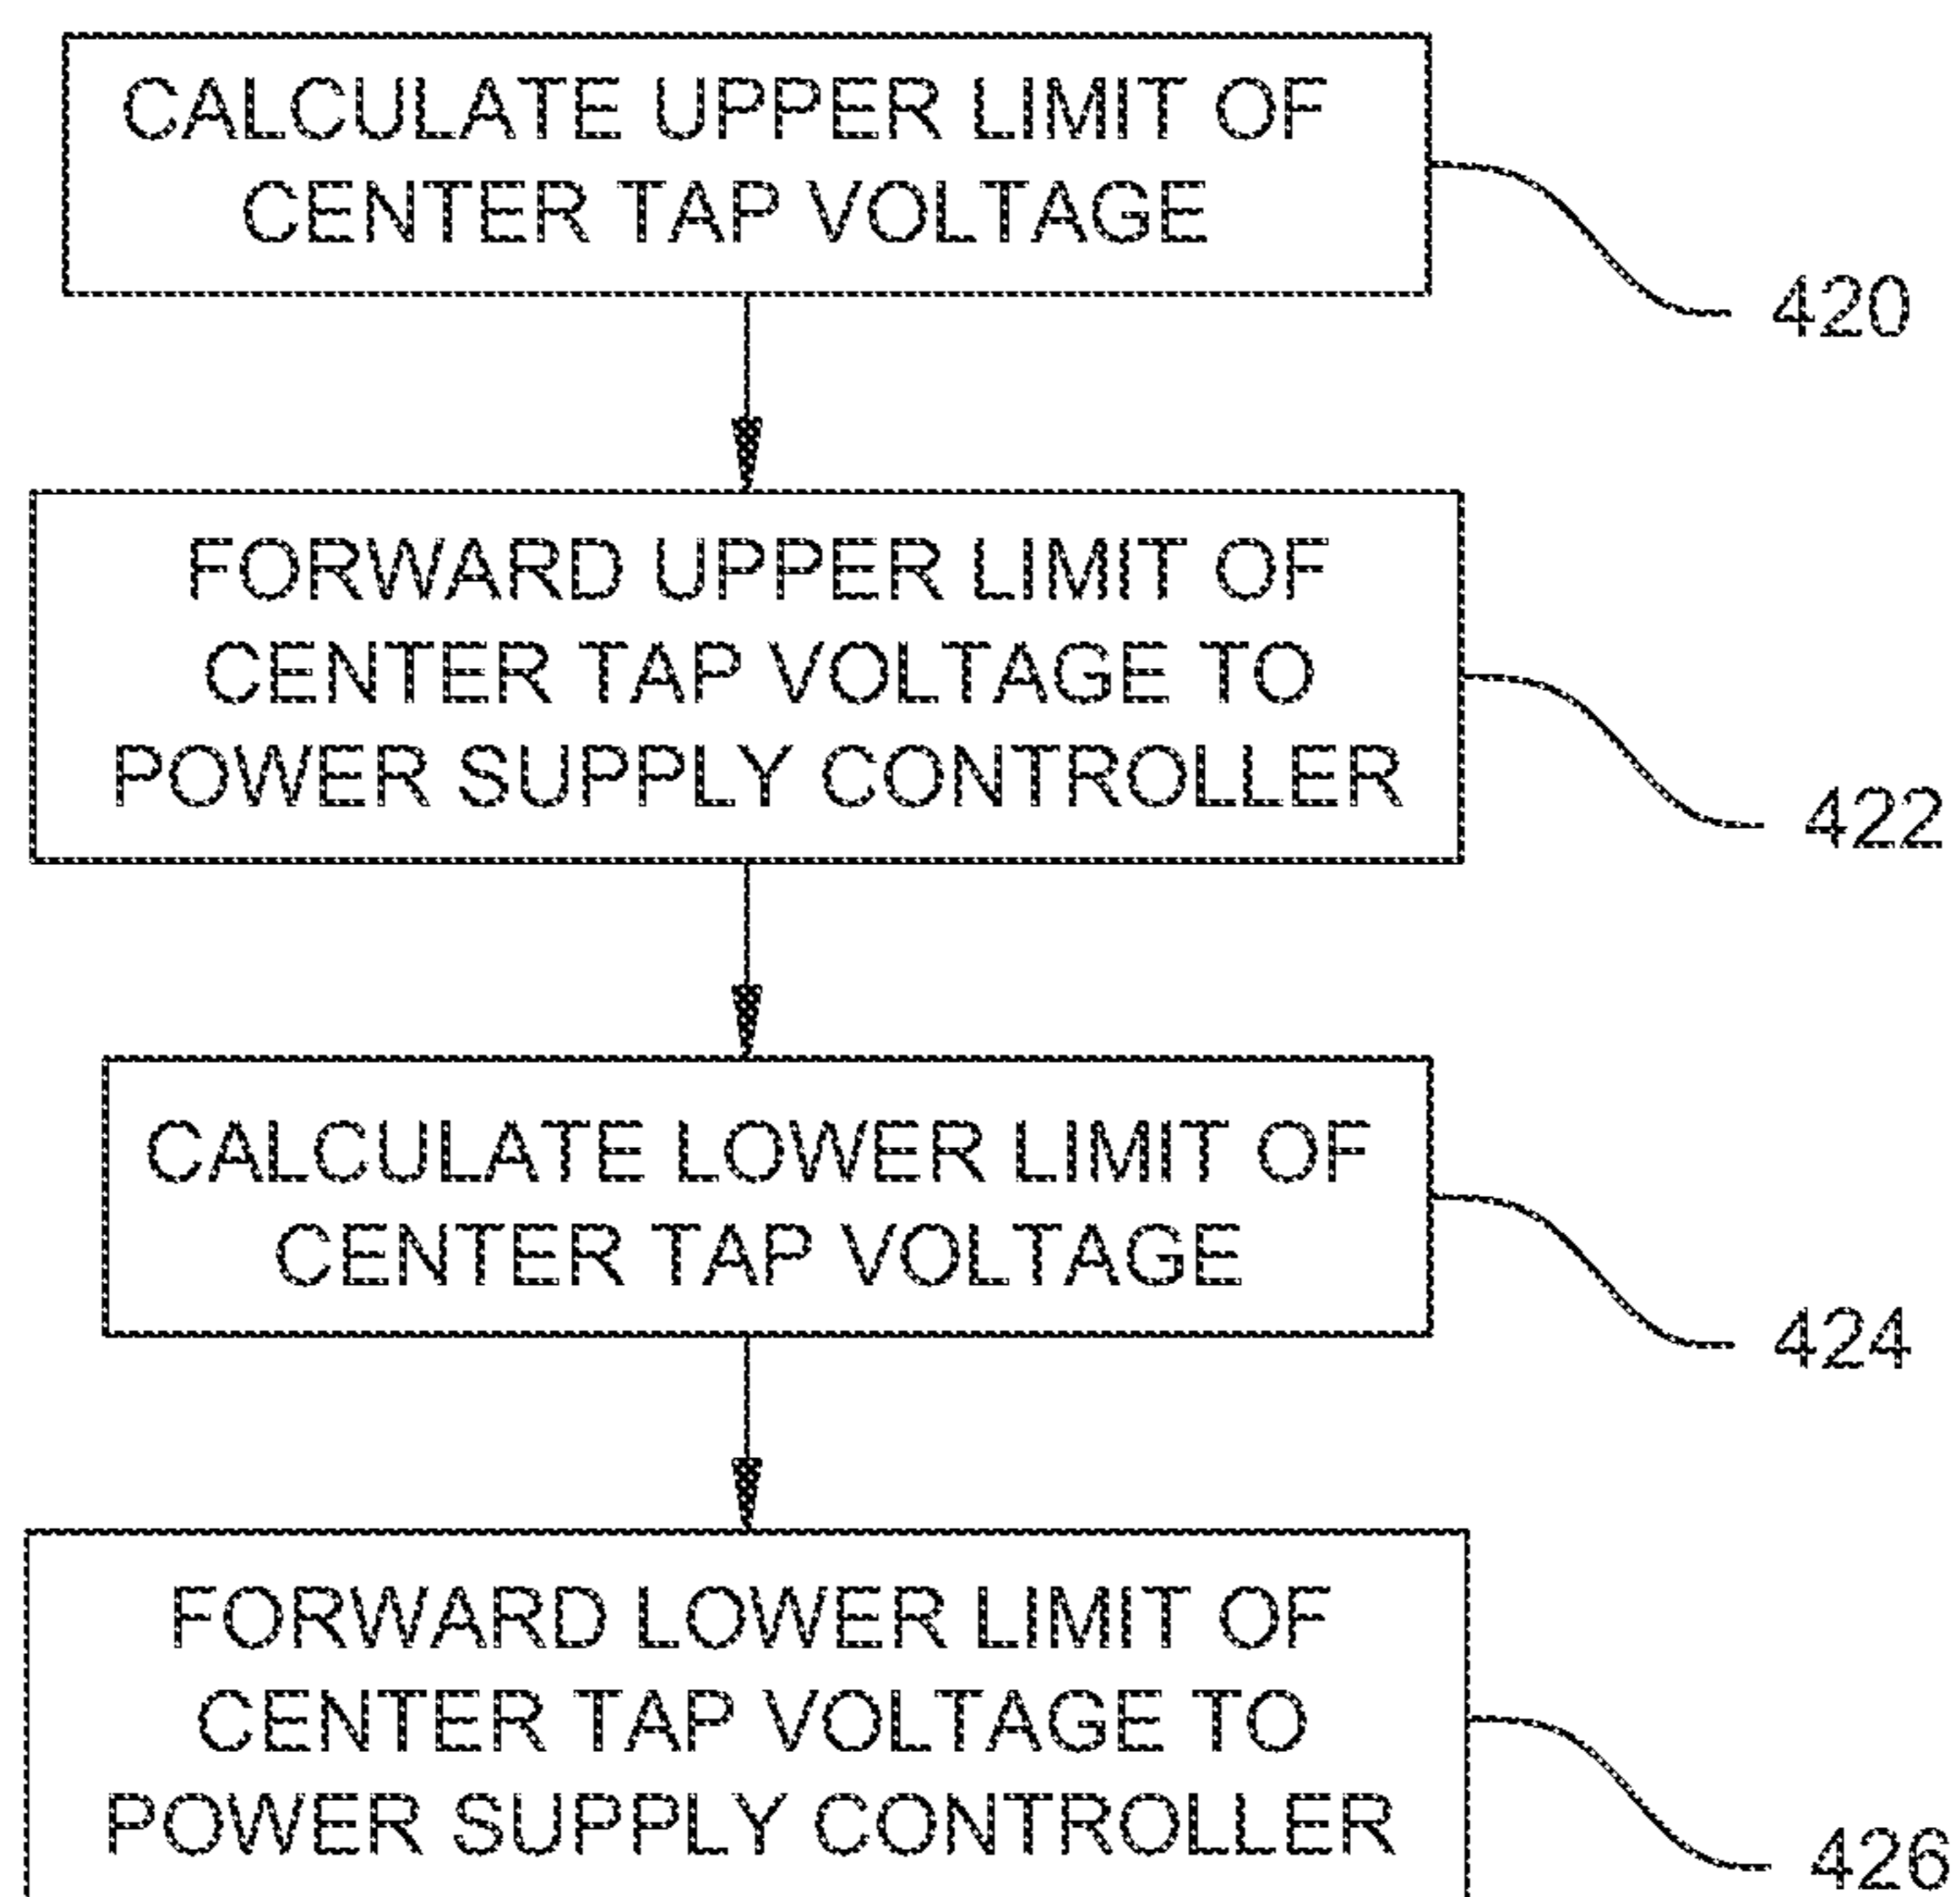 CALCULATE UPPER LIMIT OF
CENTER TAP VOLTAGE
420
FORWARD UPPER LIMIT OF
CENTER TAP VOLTAGE TO
POWER SUPPLY CONTROLLER
422
CALCULATE LOWER LIMIT OF
CENTER TAP VOLTAGE
424
FORWARD LOWER LIMIT OF
CENTER TAP VOLTAGE TO
POWER SUPPLY CONTROLLER
426